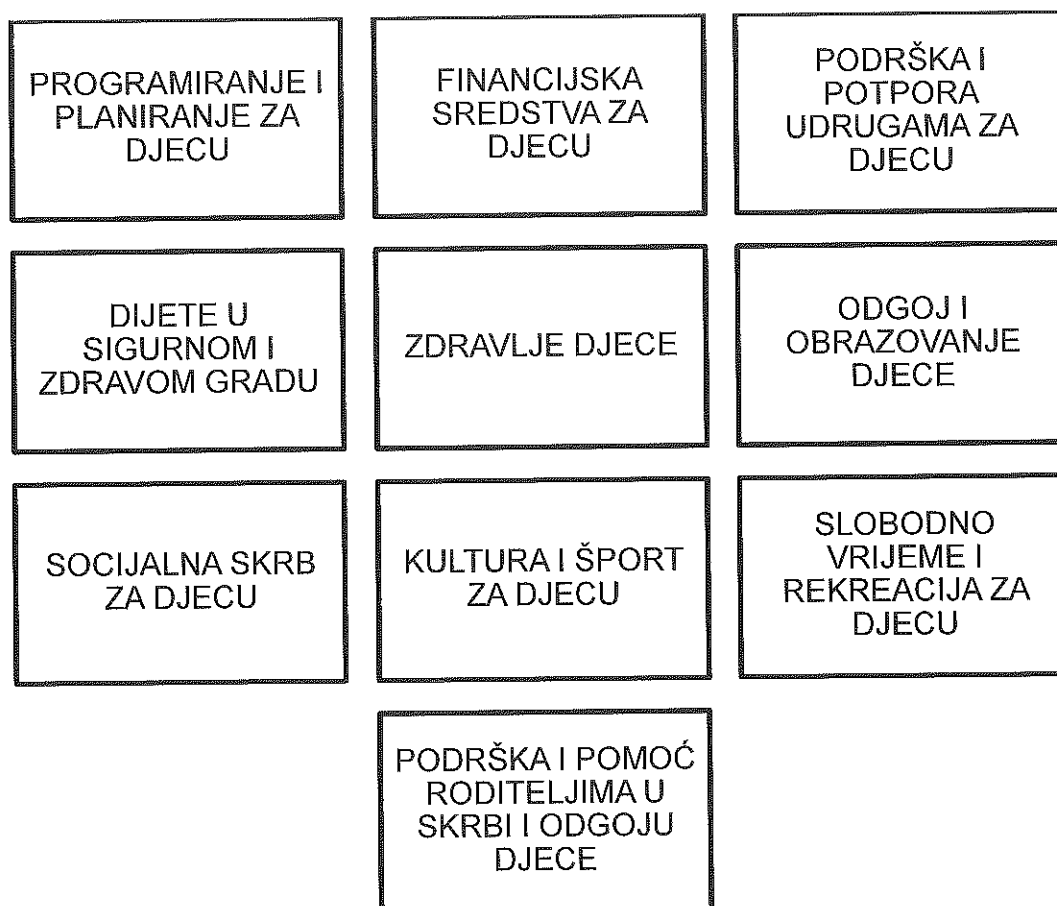 PROGRAMIRANJE I
PLANIRANJE ZA
DJECU
FINANCIJSKA
SREDSTVA ZA
DJECU
PODRŠKA I
POTPORA
UDRUGAMA ZA
DJECU
DIJETE U
SIGURNOM I
ZDRAVOM GRADU
ZDRAVLJE DJECE
ODGOJ I
OBRAZOVANJE
DJECE
SOCIJALNA SKRB
ZA DJECU
KULTURA I ŠPORT
ZA DJECU
SLOBODNO
VRIJEME I
REKREACIJA ZA
DJECU
PODRŠKA I POMOĆ
RODITELJIMA U
SKRBI I ODGOJU
DJECE